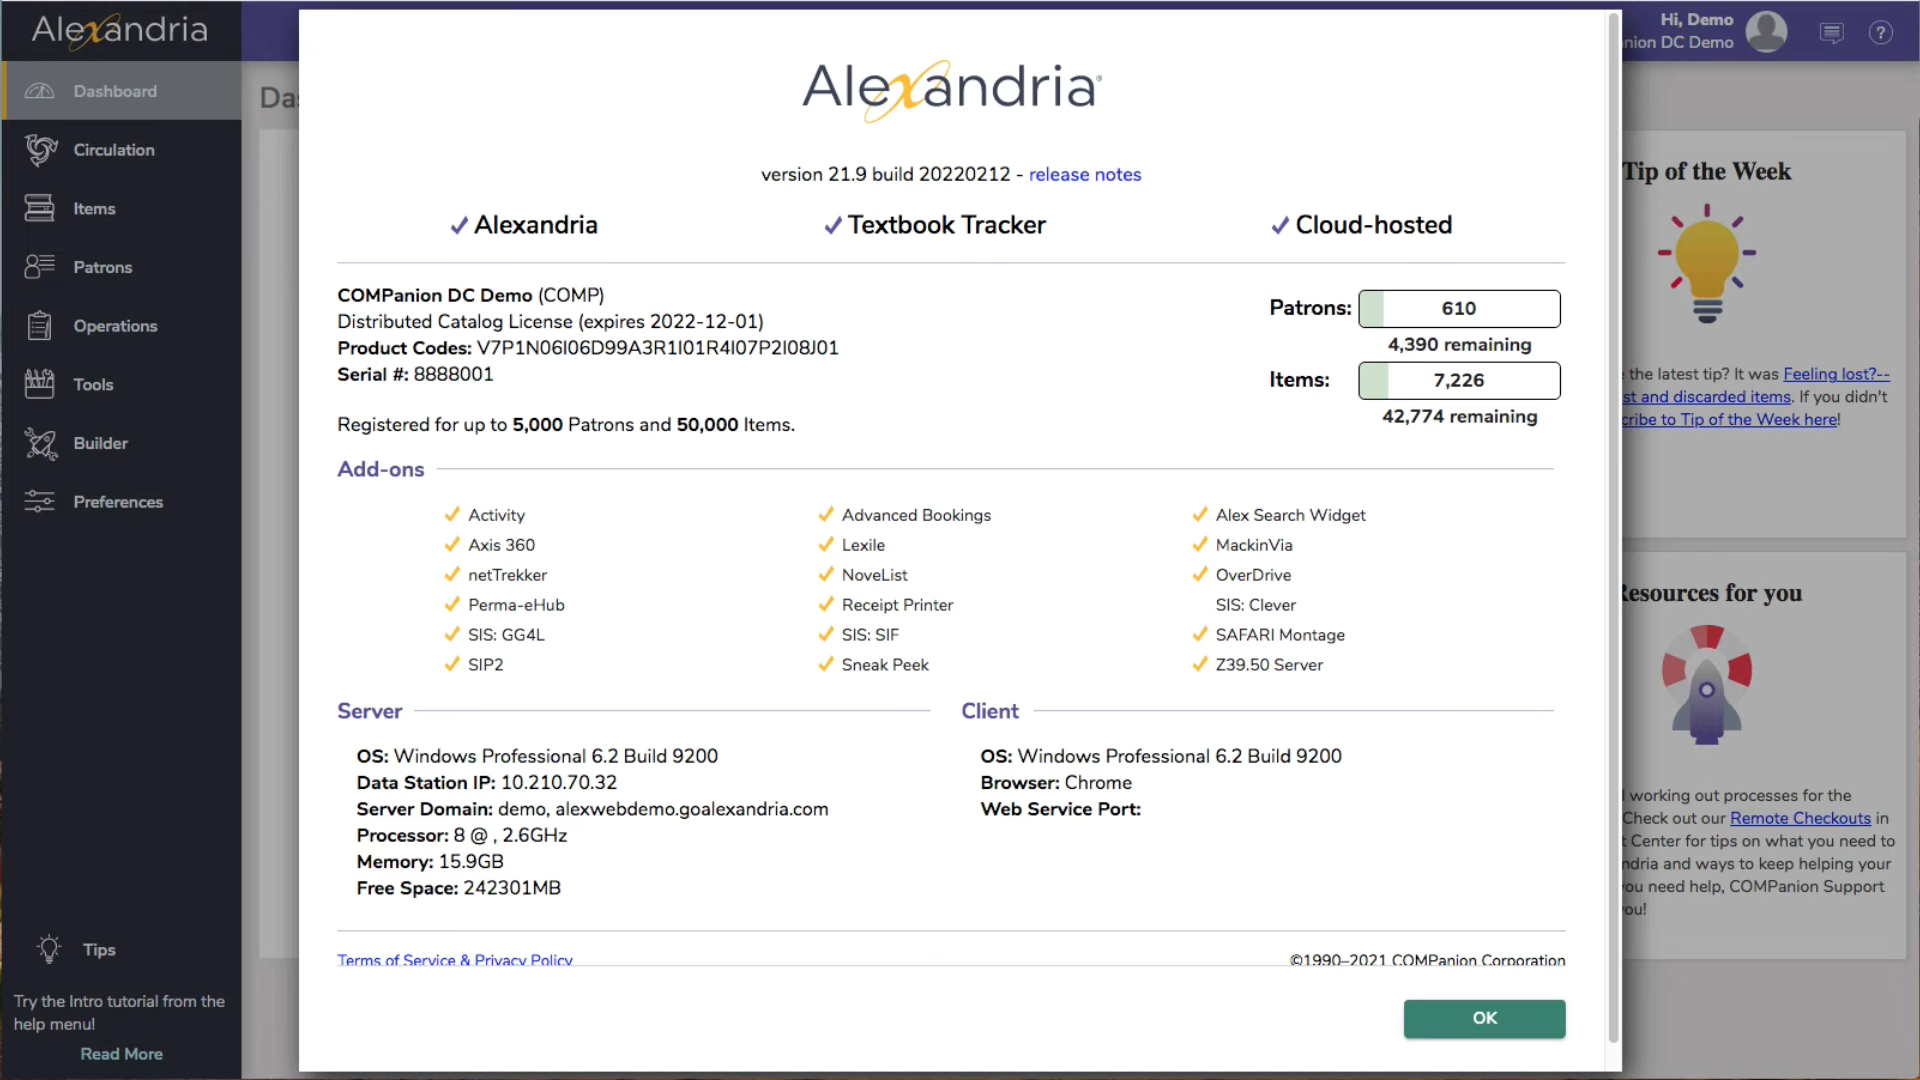 Alexandria
Dashboard
Circulation
Items
Patrons
Operations
Tools
Builder
Preferences
Tips
Try the Intro tutorial from the
help menu!
Read More
Alexandria
version 21.9 build 20220212 - release notes
Alexandria
Textbook Tracker
Cloud-hosted
COMPanion DC Demo (COMP)
Distributed Catalog License (expires 2022-12-01)
Product Codes: V7P1N06I06D99A3R1I01R4I07P2I08J01
Serial #: 8888001
Registered for up to 5,000 Patrons and 50,000 Items.
Patrons: 610
4,390 remaining
Items: 7,226
42,774 remaining
Add-ons
Activity
Advanced Bookings
Alex Search Widget
Axis 360
Lexile
MackinVia
netTrekker
NoveList
OverDrive
Perma-eHub
Receipt Printer
SIS: Clever
SIS: GG4L
SIS: SIF
SAFARI Montage
SIP2
Sneak Peek
Z39.50 Server
Server
OS: Windows Professional 6.2 Build 9200
Data Station IP: 10.210.70.32
Server Domain: demo, alexwebdemo.goalexandria.com
Processor: 8 @ , 2.6GHz
Memory: 15.9GB
Free Space: 242301MB
Client
OS: Windows Professional 6.2 Build 9200
Browser: Chrome
Web Service Port:
Terms of Service & Privacy Policy
©1990–2021 COMPanion Corporation
OK
Hi, Demo
DC Demo
?
Tip of the Week
the latest tip? It was Feeling lost?--
and discarded items. If you didn't
to Tip of the Week here!
for you
working out processes for the
Check out our Remote Checkouts in
Center for tips on what you need to
and ways to keep helping your
need help, COMPanion Support